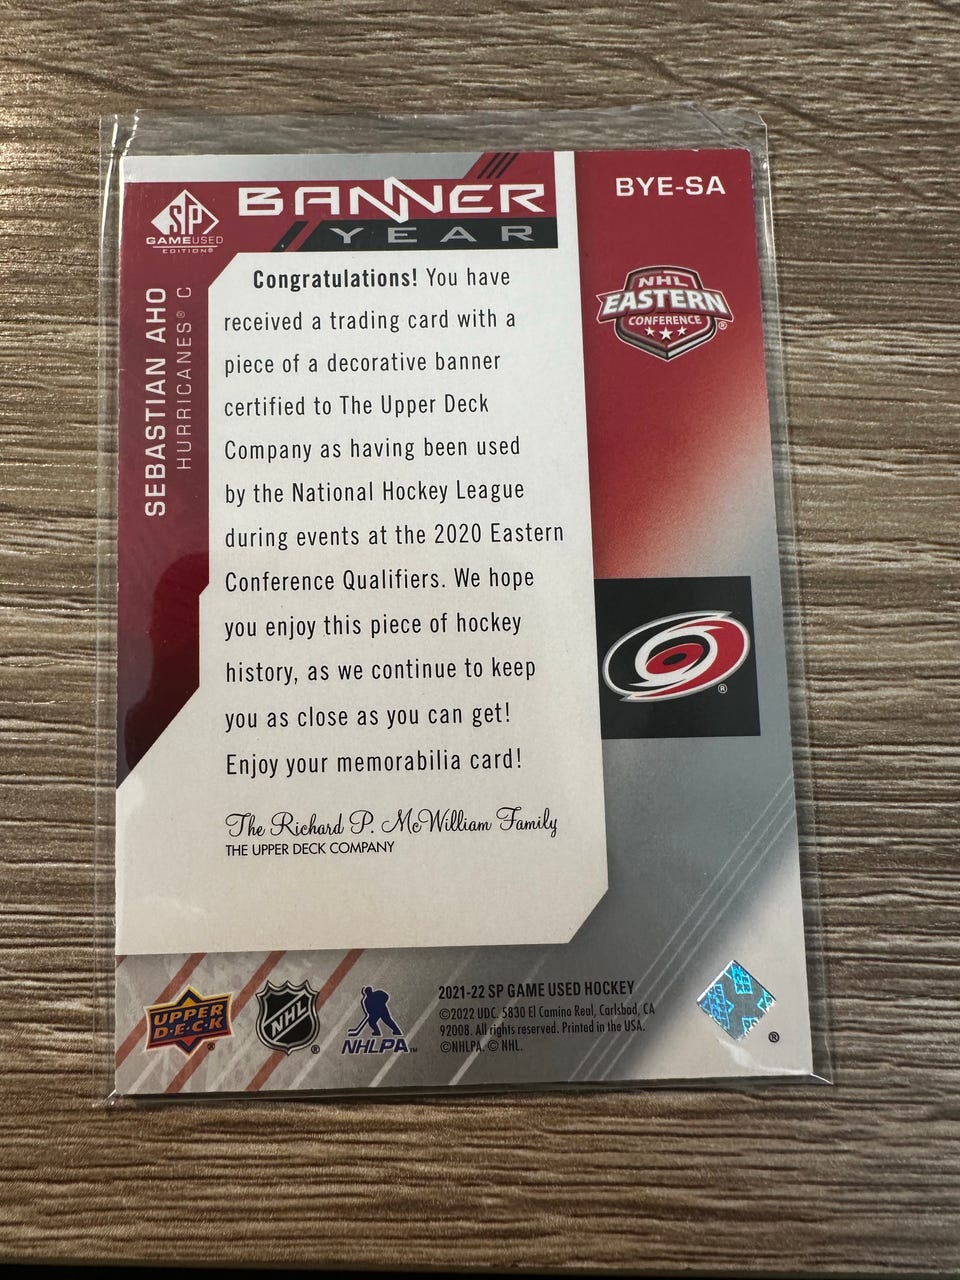 BANNER
YEAR
BYE-SA
SP
GAMEUSED
EDITION®
SEBASTIAN AHO
HURRICANES® C
NHL
EASTERN
CONFERENCE
®
Congratulations! You have
received a trading card with a
piece of a decorative banner
certified to The Upper Deck
Company as having been used
by the National Hockey League
during events at the 2020 Eastern
Conference Qualifiers. We hope
you enjoy this piece of hockey
history, as we continue to keep
you as close as you can get!
Enjoy your memorabilia card!
The Richard P. McWilliam Family
THE UPPER DECK COMPANY
®
UPPER
D·E·C·K
®
NHL
®
NHLPA™
2021-22 SP GAME USED HOCKEY
©2022 UDC. 5830 El Camino Real, Carlsbad, CA
92008. All rights reserved. Printed in the USA.
©NHLPA. © NHL.
®